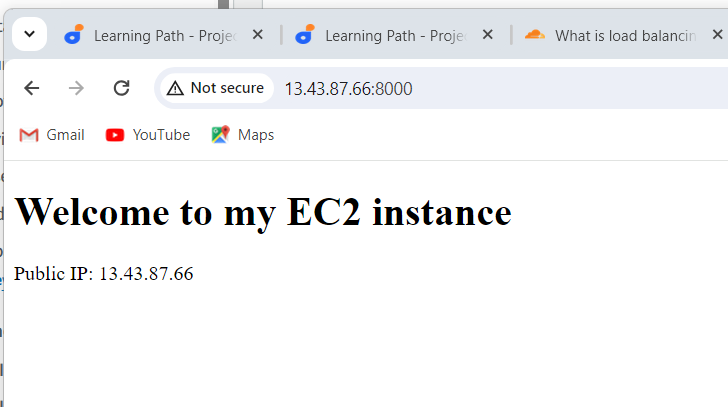 Learning Path - Projec
Learning Path - Projec
What is load balancin
Not secure
13.43.87.66:8000
Gmail
YouTube
Maps
Welcome to my EC2 instance
Public IP: 13.43.87.66